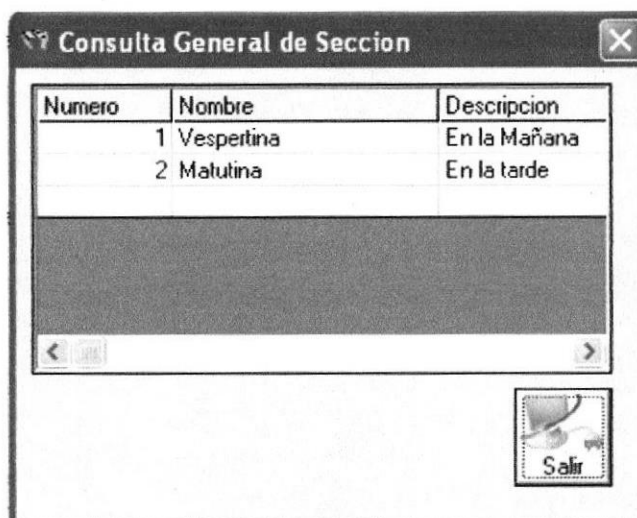 Consulta General de Seccion
Numero Nombre Descripcion
1 Vespertina En la Mañana
2 Matutina En la tarde
Salir